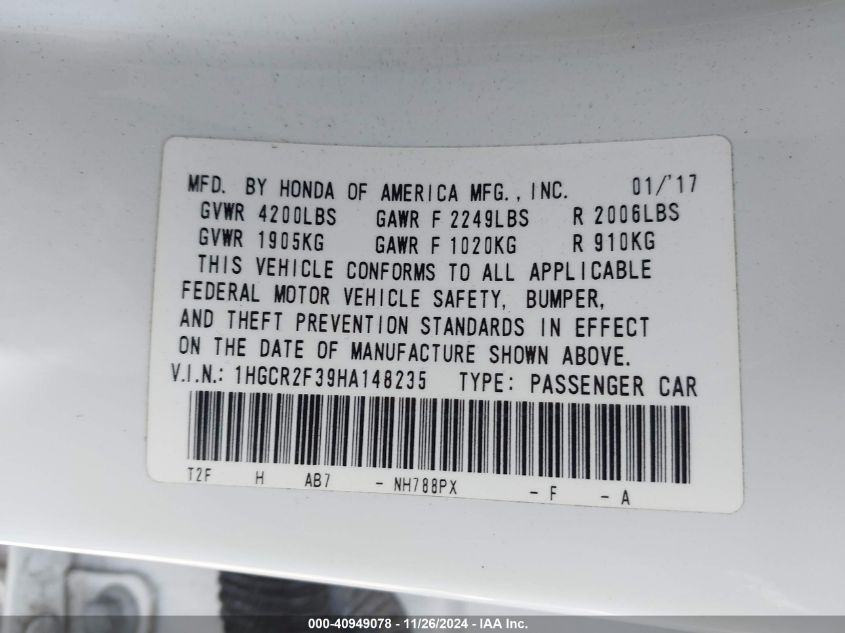 MFD. BY HONDA OF AMERICA MFG., INC. 01/'17
GVWR 4200LBS GAWR F 2249LBS R 2006LBS
GVWR 1905KG GAWR F 1020KG R 910KG
THIS VEHICLE CONFORMS TO ALL APPLICABLE
FEDERAL MOTOR VEHICLE SAFETY, BUMPER,
AND THEFT PREVENTION STANDARDS IN EFFECT
ON THE DATE OF MANUFACTURE SHOWN ABOVE.
V.I.N.: 1HGCR2F39HA148235 TYPE: PASSENGER CAR
T2F H AB7 - NH788PX - F - A
000-40949078 - 11/26/2024 - IAA Inc.